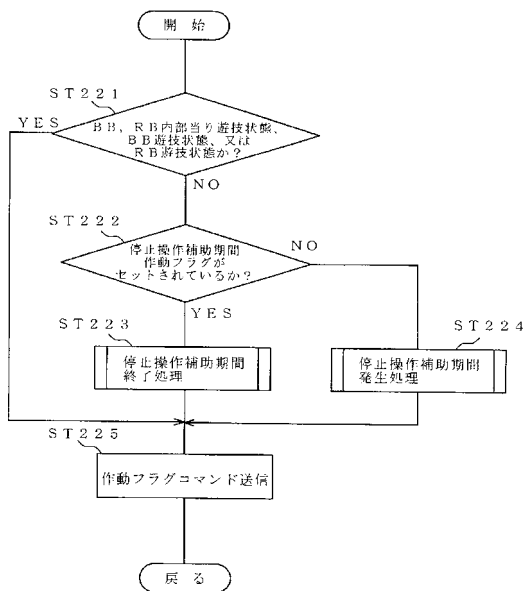 開 始
ST221
YES
BB、RB内部当り遊技状態、
BB遊技状態、又は
RB遊技状態か？
NO
ST222
停止操作補助期間
作動フラグが
セットされているか？
NO
YES
ST223
停止操作補助期間
終了処理
ST224
停止操作補助期間
発生処理
ST225
作動フラグコマンド送信
戻 る